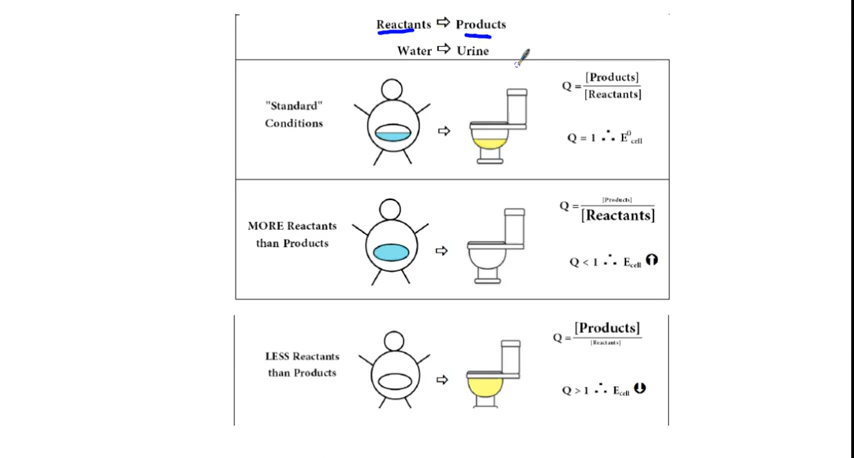 Reactants ⇨ Products
Water ⇨ Urine
"Standard"
Conditions
Q = [Products]
[Reactants]
Q = 1 ∴ E⁰cell
MORE Reactants
than Products
Q = [Products]
[Reactants]
Q < 1 ∴ Ecell ⬆
LESS Reactants
than Products
Q = [Products]
[Reactants]
Q > 1 ∴ Ecell ⬇